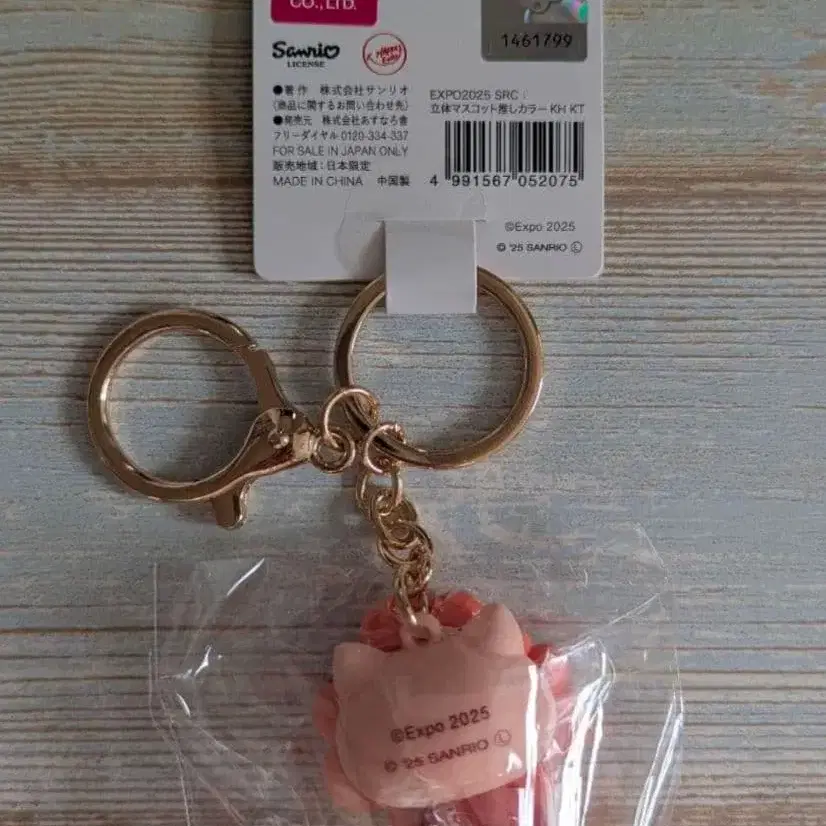 CO., LTD.
1461799
Sanrio
LICENSE
●著作 株式会社サンリオ
(商品に関するお問い合わせ先)
●発売元 株式会社あすなろ舎
フリーダイヤル 0120-334-337
FOR SALE IN JAPAN ONLY
販売地域:日本限定
MADE IN CHINA 中国製
EXPO2025 SRC
立体マスコット推しカラー KH KT
4 991567 052075
©Expo 2025
© '25 SANRIO Ⓛ
©Expo 2025
© '25 SANRIO Ⓛ